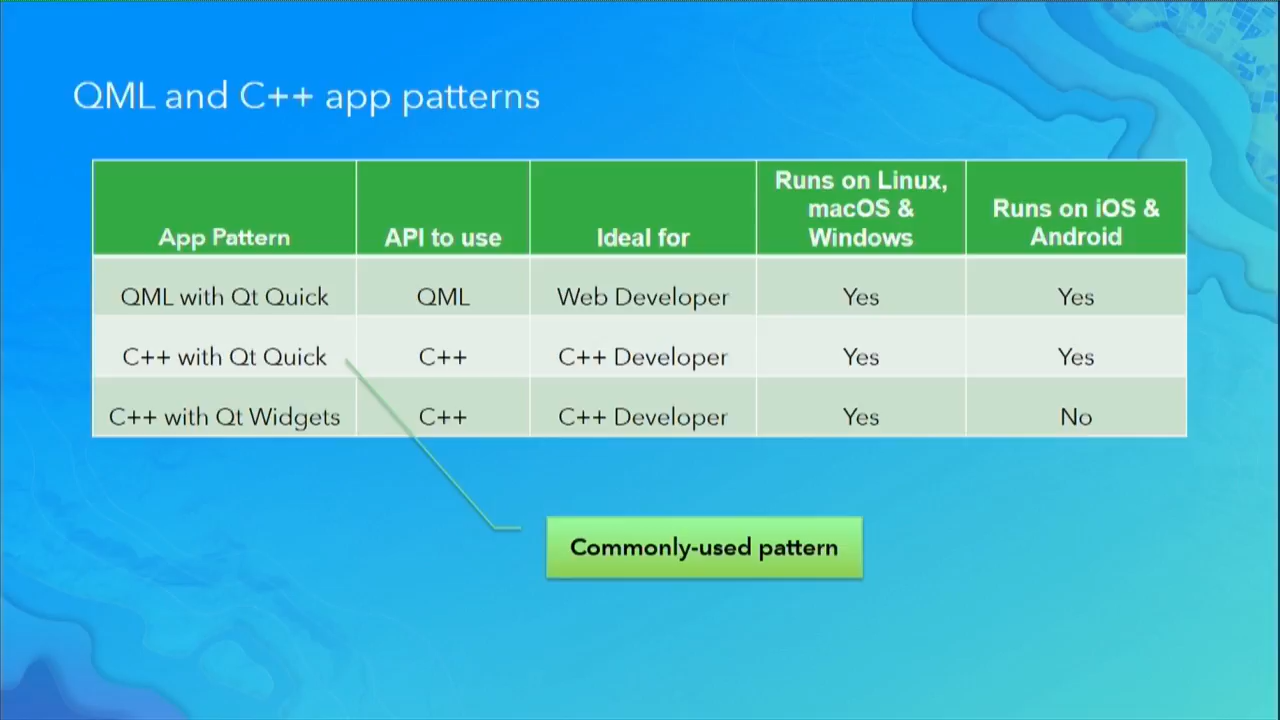 QML and C++ app patterns
App Pattern API to use Ideal for Runs on Linux, macOS & Windows Runs on iOS & Android
QML with Qt Quick QML Web Developer Yes Yes
C++ with Qt Quick C++ C++ Developer Yes Yes
C++ with Qt Widgets C++ C++ Developer Yes No
Commonly-used pattern